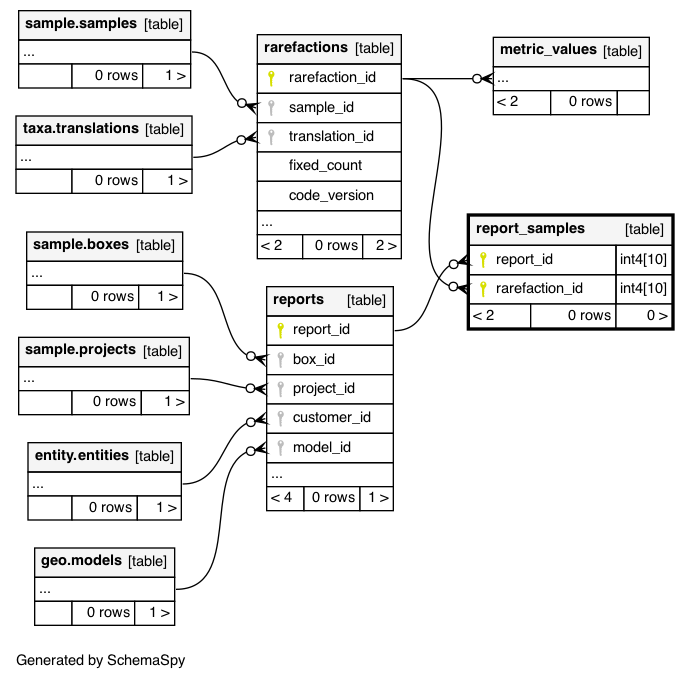 sample.samples [table]
...
0 rows 1 >
taxa.translations [table]
...
0 rows 1 >
sample.boxes [table]
...
0 rows 1 >
sample.projects [table]
...
0 rows 1 >
entity.entities [table]
...
0 rows 1 >
geo.models [table]
...
0 rows 1 >
rarefactions [table]
rarefaction_id
sample_id
translation_id
fixed_count
code_version
...
< 2 0 rows 2 >
reports [table]
report_id
box_id
project_id
customer_id
model_id
...
< 4 0 rows 1 >
metric_values [table]
...
< 2 0 rows
report_samples [table]
report_id int4[10]
rarefaction_id int4[10]
< 2 0 rows 0 >
Generated by SchemaSpy